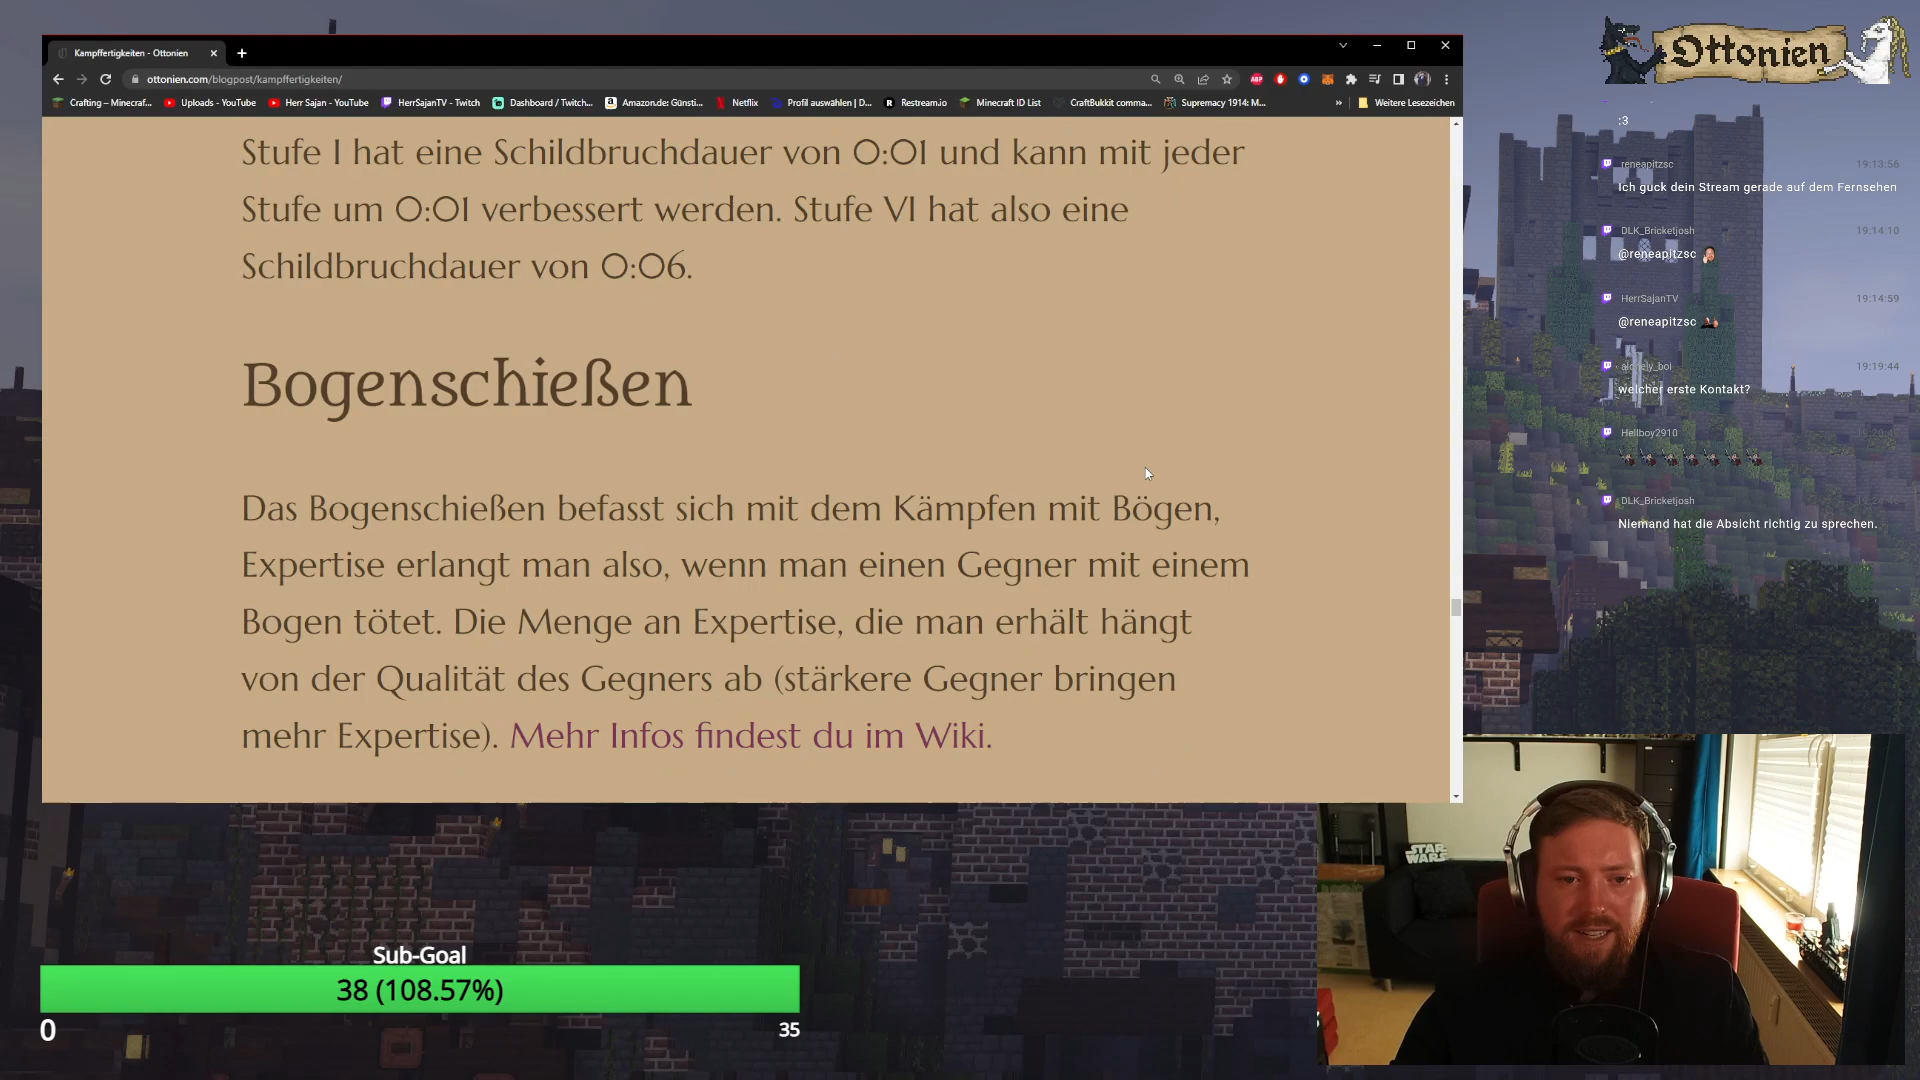 Kampffertigkeiten - Ottonien
ottonien.com/blogpost/kampffertigkeiten/
Crafting – Minecraf...
Uploads - YouTube
Herr Sajan - YouTube
HerrSajanTV - Twitch
Dashboard / Twitch...
Amazon.de: Günsti...
Netflix
Profil auswählen | D...
Restream.io
Minecraft ID List
CraftBukkit comma...
Supremacy 1914: M...
»
Weitere Lesezeichen
Stufe I hat eine Schildbruchdauer von 0:01 und kann mit jeder
Stufe um 0:01 verbessert werden. Stufe VI hat also eine
Schildbruchdauer von 0:06.
Bogenschießen
Das Bogenschießen befasst sich mit dem Kämpfen mit Bögen,
Expertise erlangt man also, wenn man einen Gegner mit einem
Bogen tötet. Die Menge an Expertise, die man erhält hängt
von der Qualität des Gegners ab (stärkere Gegner bringen
mehr Expertise). Mehr Infos findest du im Wiki.
Ottonien
:3
reneapitzsc 19:13:56
Ich guck dein Stream gerade auf dem Fernsehen
DLK_Bricketjosh 19:14:10
@reneapitzsc
HerrSajanTV 19:14:59
@reneapitzsc
19:19:44
welcher erste Kontakt?
Hellboy2910
DLK_Bricketjosh
Niemand hat die Absicht richtig zu sprechen.
STAR
WARS
Sub-Goal
38 (108.57%)
0
35